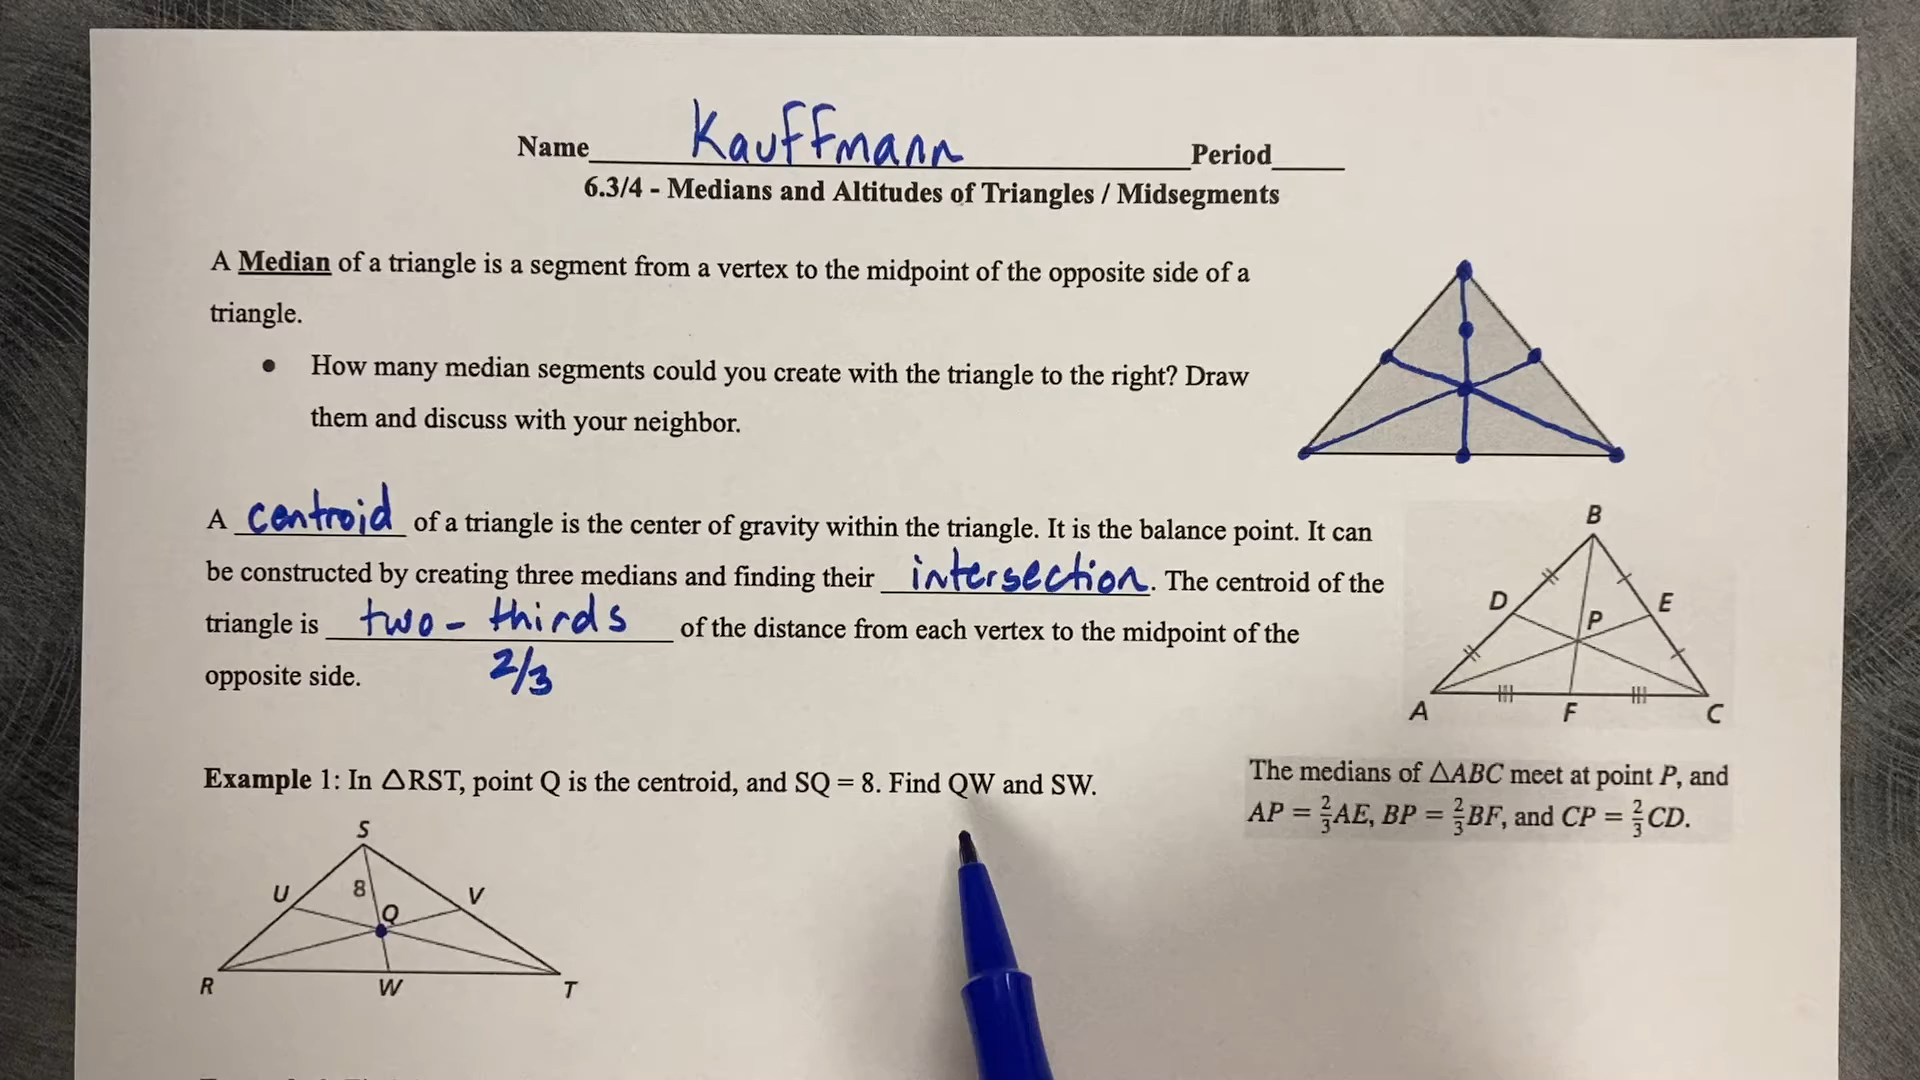 Name Kauffmann Period
6.3/4 - Medians and Altitudes of Triangles / Midsegments
A Median of a triangle is a segment from a vertex to the midpoint of the opposite side of a
triangle.
• How many median segments could you create with the triangle to the right? Draw
them and discuss with your neighbor.
A centroid of a triangle is the center of gravity within the triangle. It is the balance point. It can
be constructed by creating three medians and finding their intersection. The centroid of the
triangle is two-thirds of the distance from each vertex to the midpoint of the
2/3
opposite side.
B
D
E
P
A
F
C
Example 1: In △RST, point Q is the centroid, and SQ = 8. Find QW and SW.
The medians of △ABC meet at point P, and
AP = 2/3 AE, BP = 2/3 BF, and CP = 2/3 CD.
S
U
8
V
Q
R
W
T